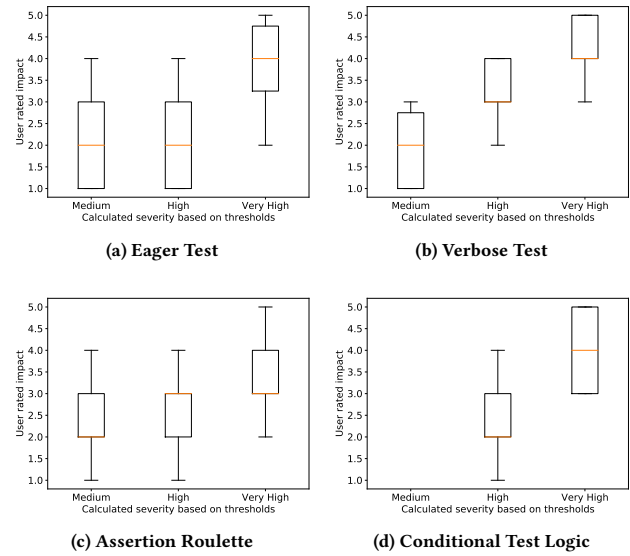 5.0
4.5
4.0
3.5
3.0
2.5
2.0
1.5
1.0
User rated impact
Medium High Very High
Calculated severity based on thresholds
(a) Eager Test
5.0
4.5
4.0
3.5
3.0
2.5
2.0
1.5
1.0
User rated impact
Medium High Very High
Calculated severity based on thresholds
(b) Verbose Test
5.0
4.5
4.0
3.5
3.0
2.5
2.0
1.5
1.0
User rated impact
Medium High Very High
Calculated severity based on thresholds
(c) Assertion Roulette
5.0
4.5
4.0
3.5
3.0
2.5
2.0
1.5
1.0
User rated impact
Medium High Very High
Calculated severity based on thresholds
(d) Conditional Test Logic